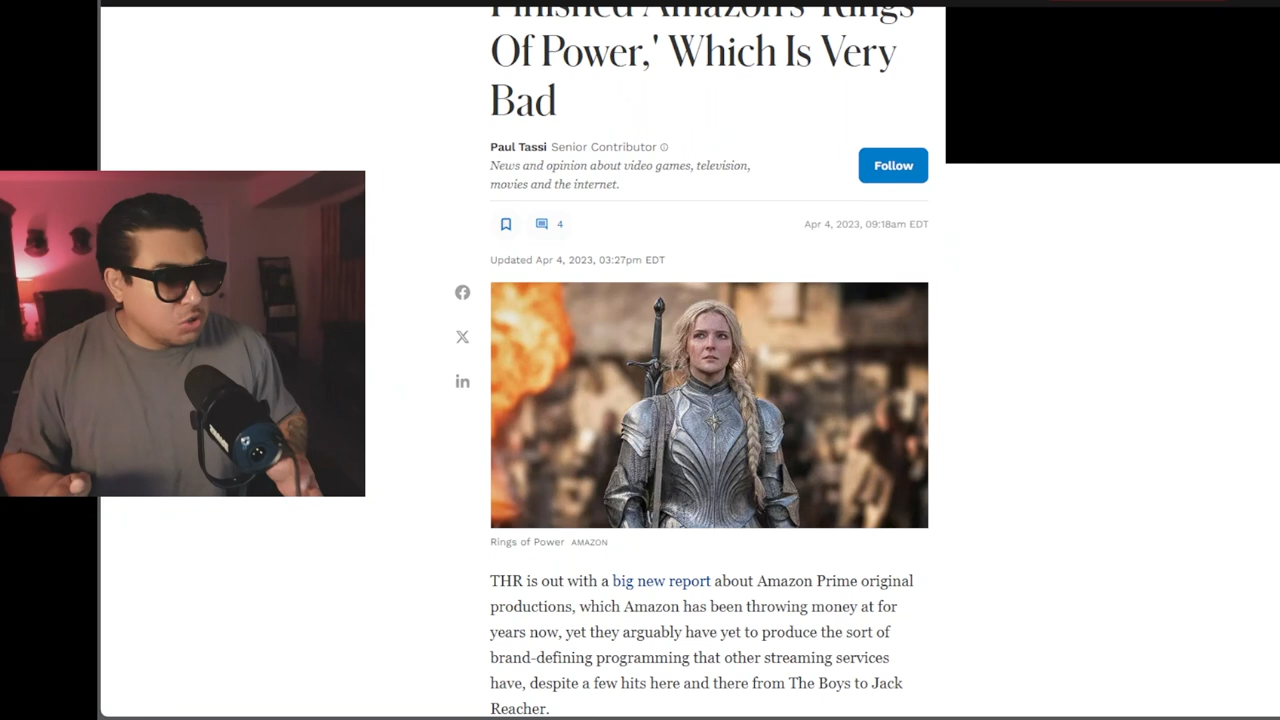 Finished Amazon's 'Rings
Of Power,' Which Is Very
Bad
Paul Tassi Senior Contributor
News and opinion about video games, television,
movies and the internet.
Follow
4
Apr 4, 2023, 09:18am EDT
Updated Apr 4, 2023, 03:27pm EDT
Rings of Power AMAZON
THR is out with a big new report about Amazon Prime original
productions, which Amazon has been throwing money at for
years now, yet they arguably have yet to produce the sort of
brand-defining programming that other streaming services
have, despite a few hits here and there from The Boys to Jack
Reacher.